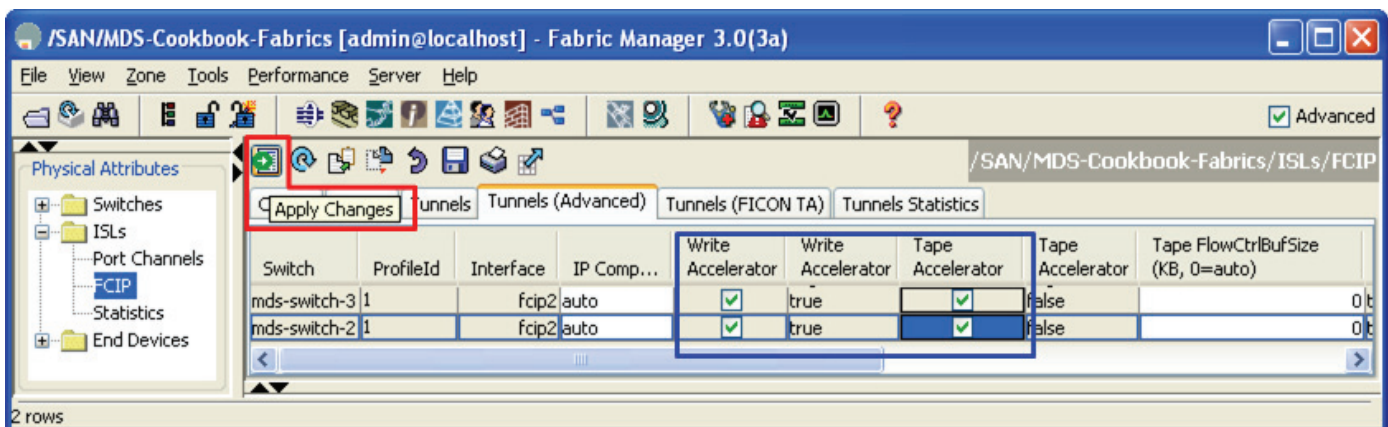 /SAN/MDS-Cookbook-Fabrics [admin@localhost] - Fabric Manager 3.0(3a)
File View Zone Tools Performance Server Help
Advanced
/SAN/MDS-Cookbook-Fabrics/ISLs/FCIP
Physical Attributes
Switches
ISLs
Port Channels
FCIP
Statistics
End Devices
Apply Changes
Tunnels Tunnels (Advanced) Tunnels (FICON TA) Tunnels Statistics
Switch ProfileId Interface IP Comp... Write Accelerator Write Accelerator Tape Accelerator Tape Accelerator Tape FlowCtrlBufSize (KB, 0=auto)
mds-switch-3 1 fcip2 auto true false 0
mds-switch-2 1 fcip2 auto true false 0
2 rows